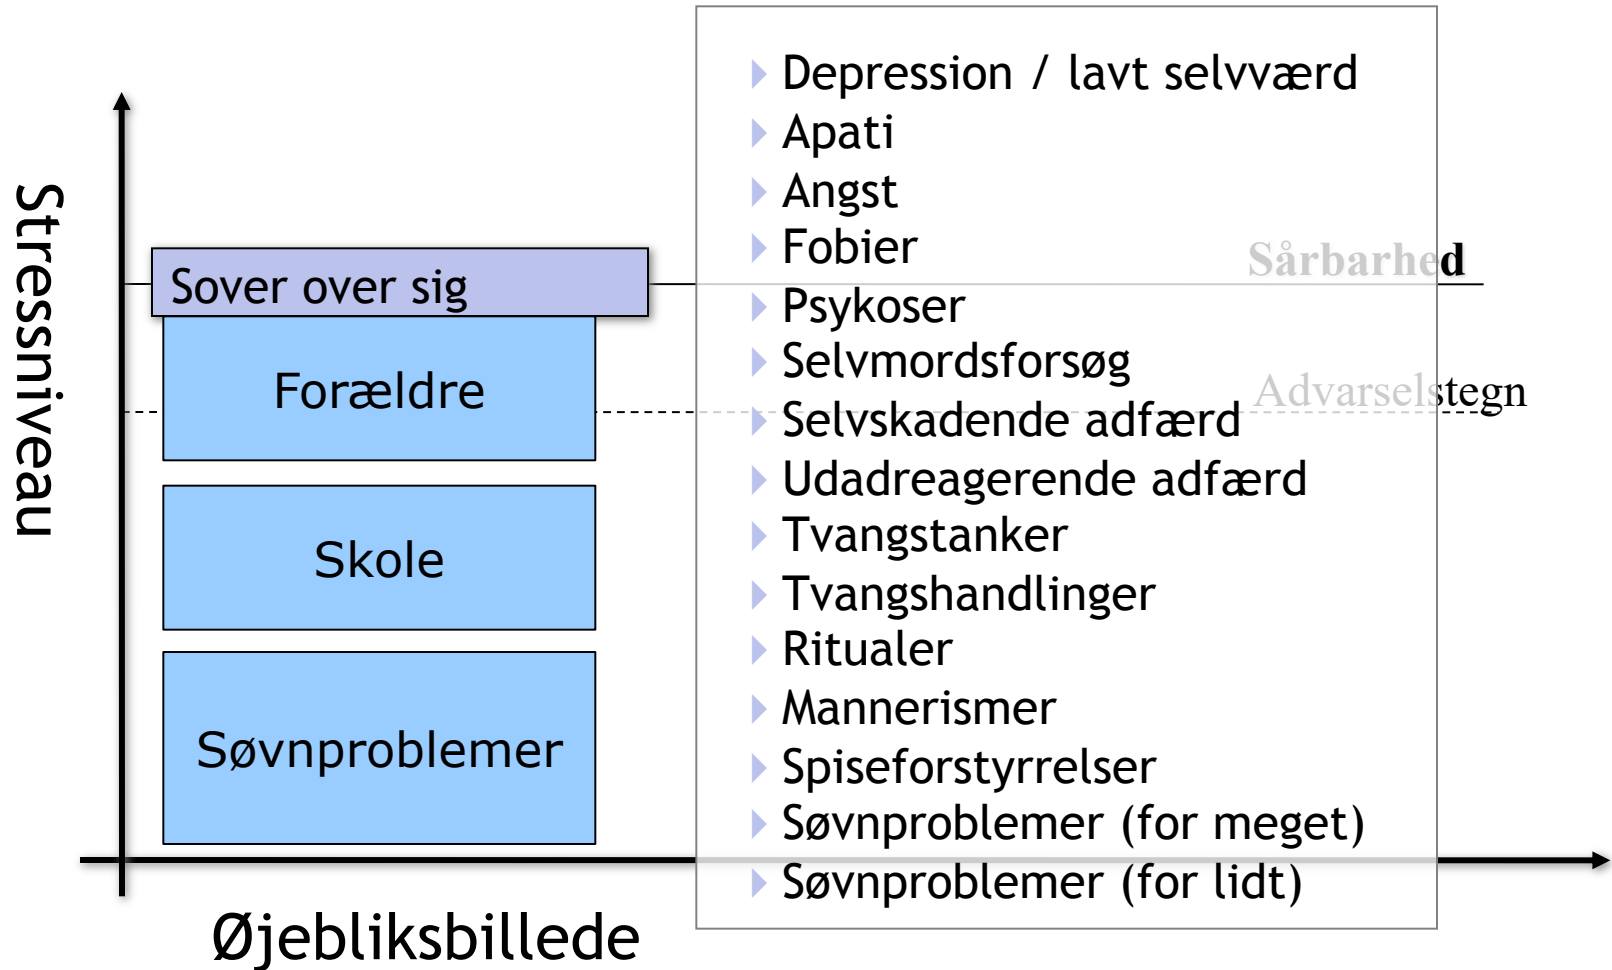 Stressniveau
Sover over sig
Forældre
Skole
Søvnproblemer
Øjebliksbillede
Depression / lavt selvværd
Apati
Angst
Fobier
Psykoser
Selvmordsforsøg
Selvskadende adfærd
Udadreagerende adfærd
Tvangstanker
Tvangshandlinger
Ritualer
Mannerismer
Spiseforstyrrelser
Søvnproblemer (for meget)
Søvnproblemer (for lidt)
Sårbarhed
Advarselstegn